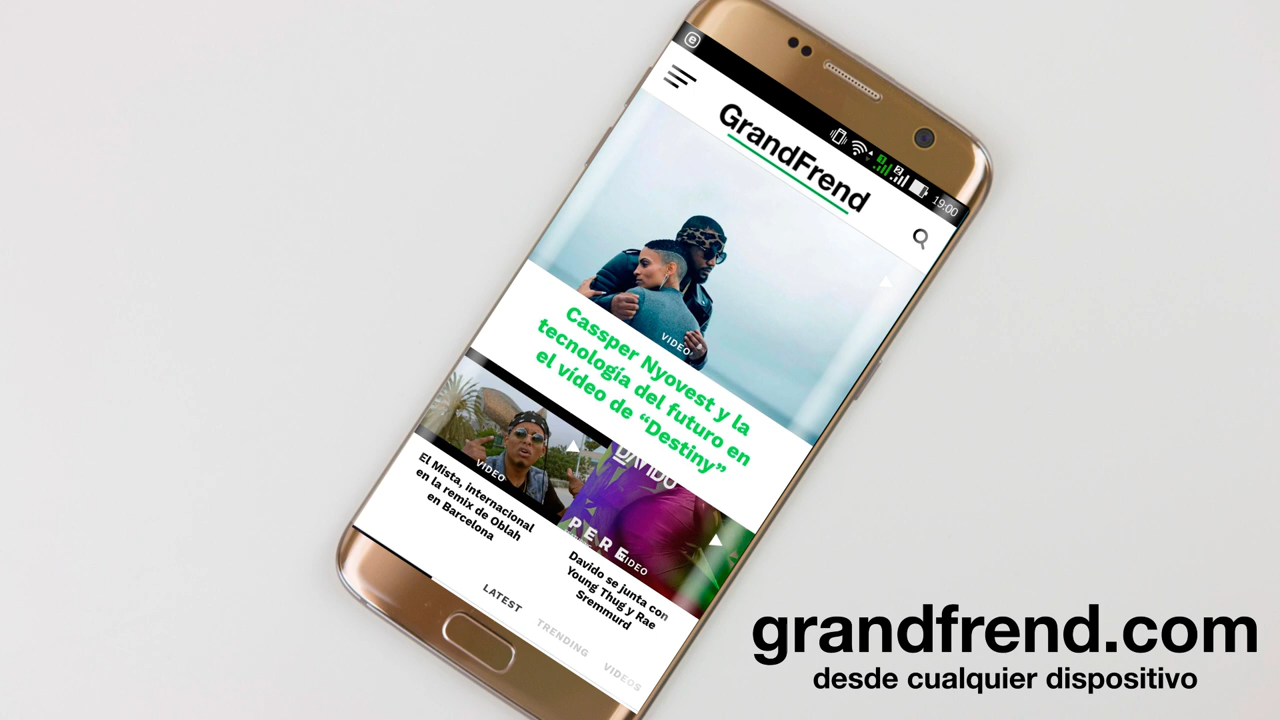 19:00
GrandFrend
VIDEO
Cassper Nyovest y la
tecnología del futuro en
el vídeo de “Destiny”
VIDEO
El Mista, internacional
en la remix de Oblah
en Barcelona
DAVIDO
RERE
VIDEO
Davido se junta con
Young Thug y Rae
Sremmurd
LATEST
TRENDING
VIDEOS
grandfrend.com
desde cualquier dispositivo